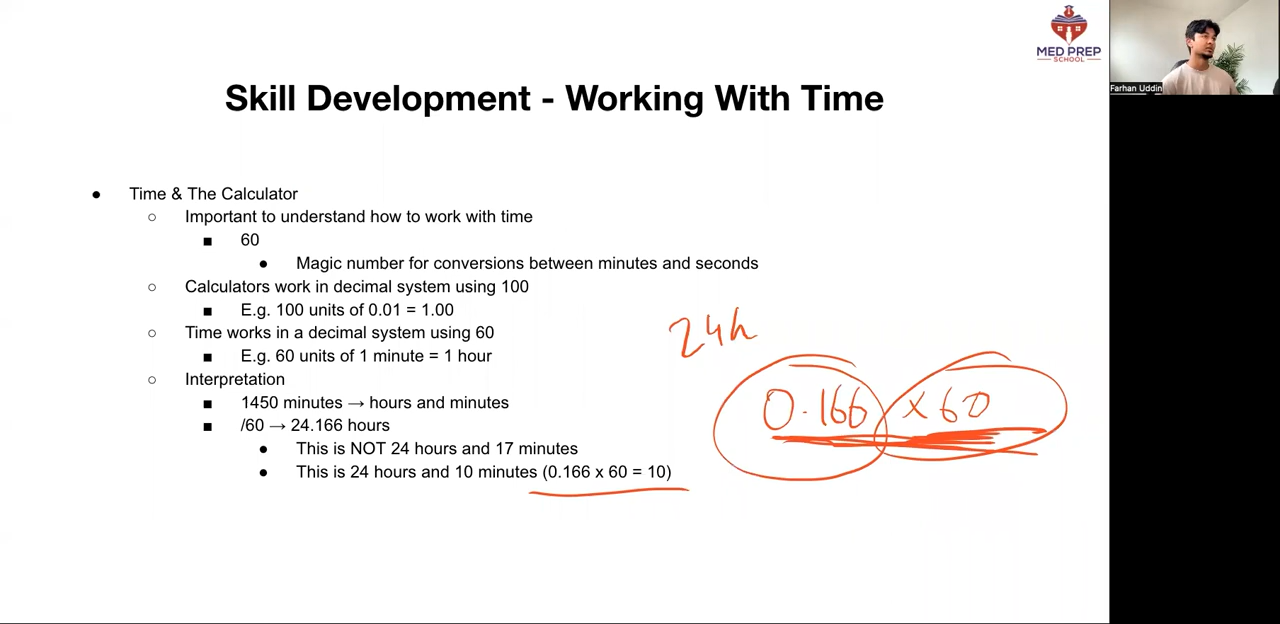 MED PREP
SCHOOL
Farhan Uddin
Skill Development - Working With Time
● Time & The Calculator
○ Important to understand how to work with time
■ 60
● Magic number for conversions between minutes and seconds
○ Calculators work in decimal system using 100
■ E.g. 100 units of 0.01 = 1.00
○ Time works in a decimal system using 60
■ E.g. 60 units of 1 minute = 1 hour
○ Interpretation
■ 1450 minutes → hours and minutes
■ /60 → 24.166 hours
● This is NOT 24 hours and 17 minutes
● This is 24 hours and 10 minutes (0.166 x 60 = 10)
24h
0.166 x 60